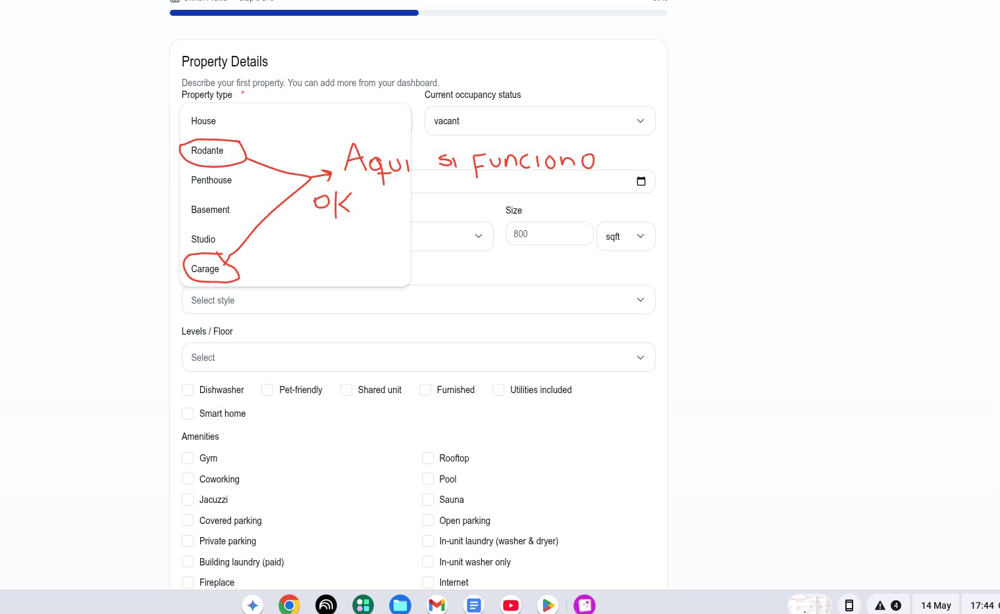 Property Details
Describe your first property. You can add more from your dashboard.
Property type *
Current occupancy status
House
vacant
Rodante
Aqui si Funciono
OK
Penthouse
Basement
Size
Studio
800
sqft
Carage
Select style
Levels / Floor
Select
Dishwasher Pet-friendly Shared unit Furnished Utilities included
Smart home
Amenities
Gym Rooftop
Coworking Pool
Jacuzzi Sauna
Covered parking Open parking
Private parking In-unit laundry (washer & dryer)
Building laundry (paid) In-unit washer only
Fireplace Internet
4 14 May 17:44